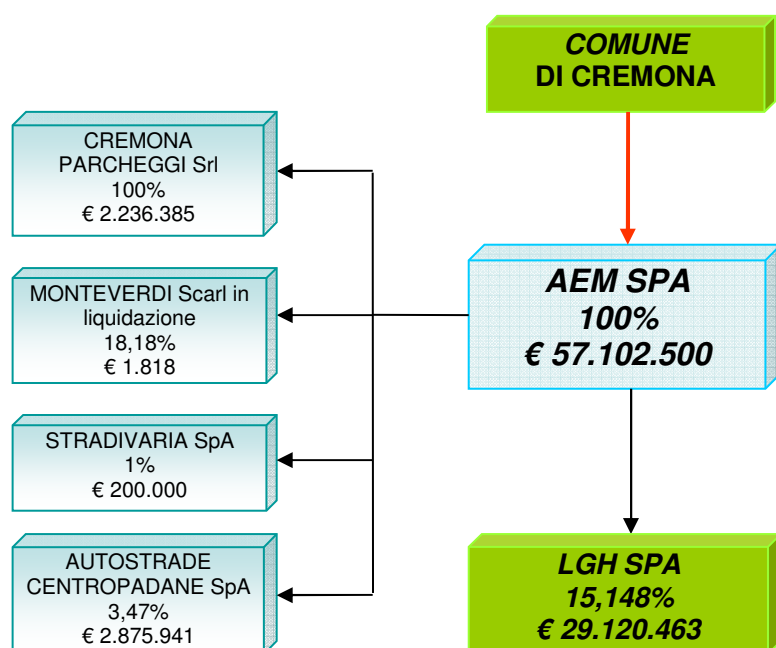 COMUNE
DI CREMONA
CREMONA
PARCHEGGI Srl
100%
€ 2.236.385
MONTEVERDI Scarl in
liquidazione
18,18%
€ 1.818
AEM SPA
100%
€ 57.102.500
STRADIVARIA SpA
1%
€ 200.000
AUTOSTRADE
CENTROPADANE SpA
3,47%
€ 2.875.941
LGH SPA
15,148%
€ 29.120.463